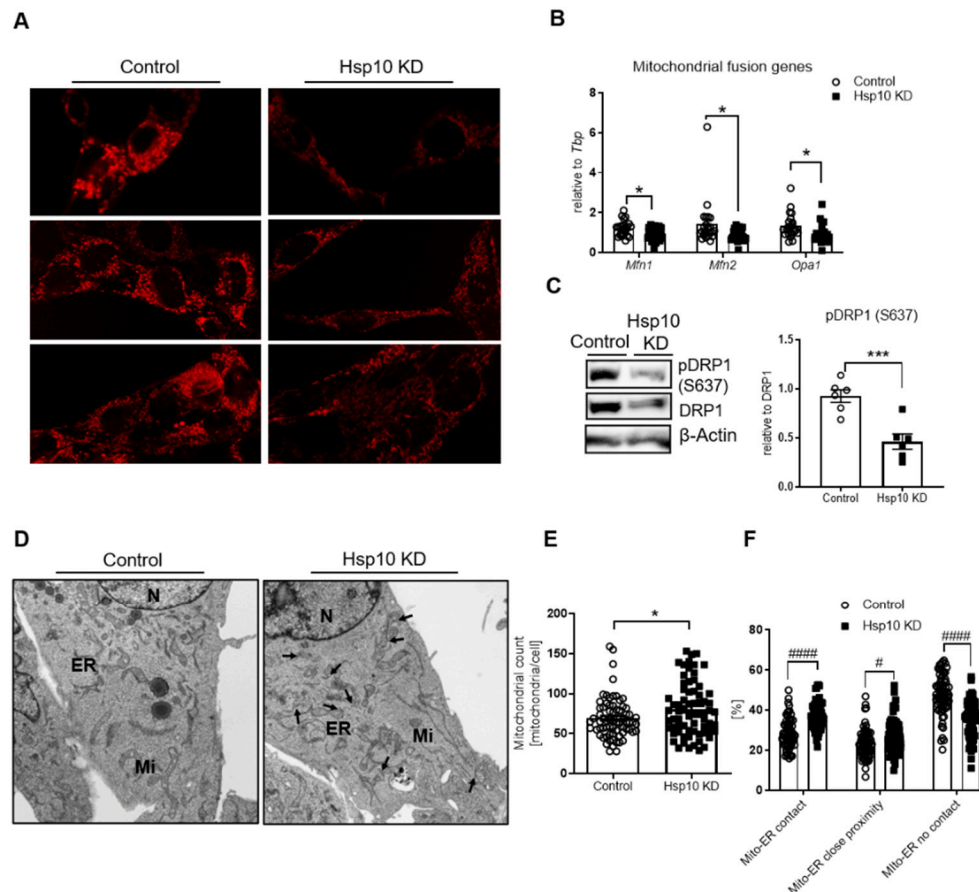 A
Control
Hsp10 KD
B
Mitochondrial fusion genes
Control
Hsp10 KD
relative to Tbp
8
6
4
2
0
*
*
*
Mfn1
Mfn2
Opa1
C
Control
Hsp10
KD
pDRP1
(S637)
DRP1
β-Actin
pDRP1 (S637)
relative to DRP1
1.5
1.0
0.5
0.0
***
Control
Hsp10 KD
D
Control
Hsp10 KD
N
ER
Mi
N
ER
Mi
E
Mitochondrial count
[mitochondria/cell]
200
150
100
50
0
*
Control
Hsp10 KD
F
Control
Hsp10 KD
[%]
80
60
40
20
0
####
#
####
Mito-ER contact
Mito-ER close proximity
Mito-ER no contact